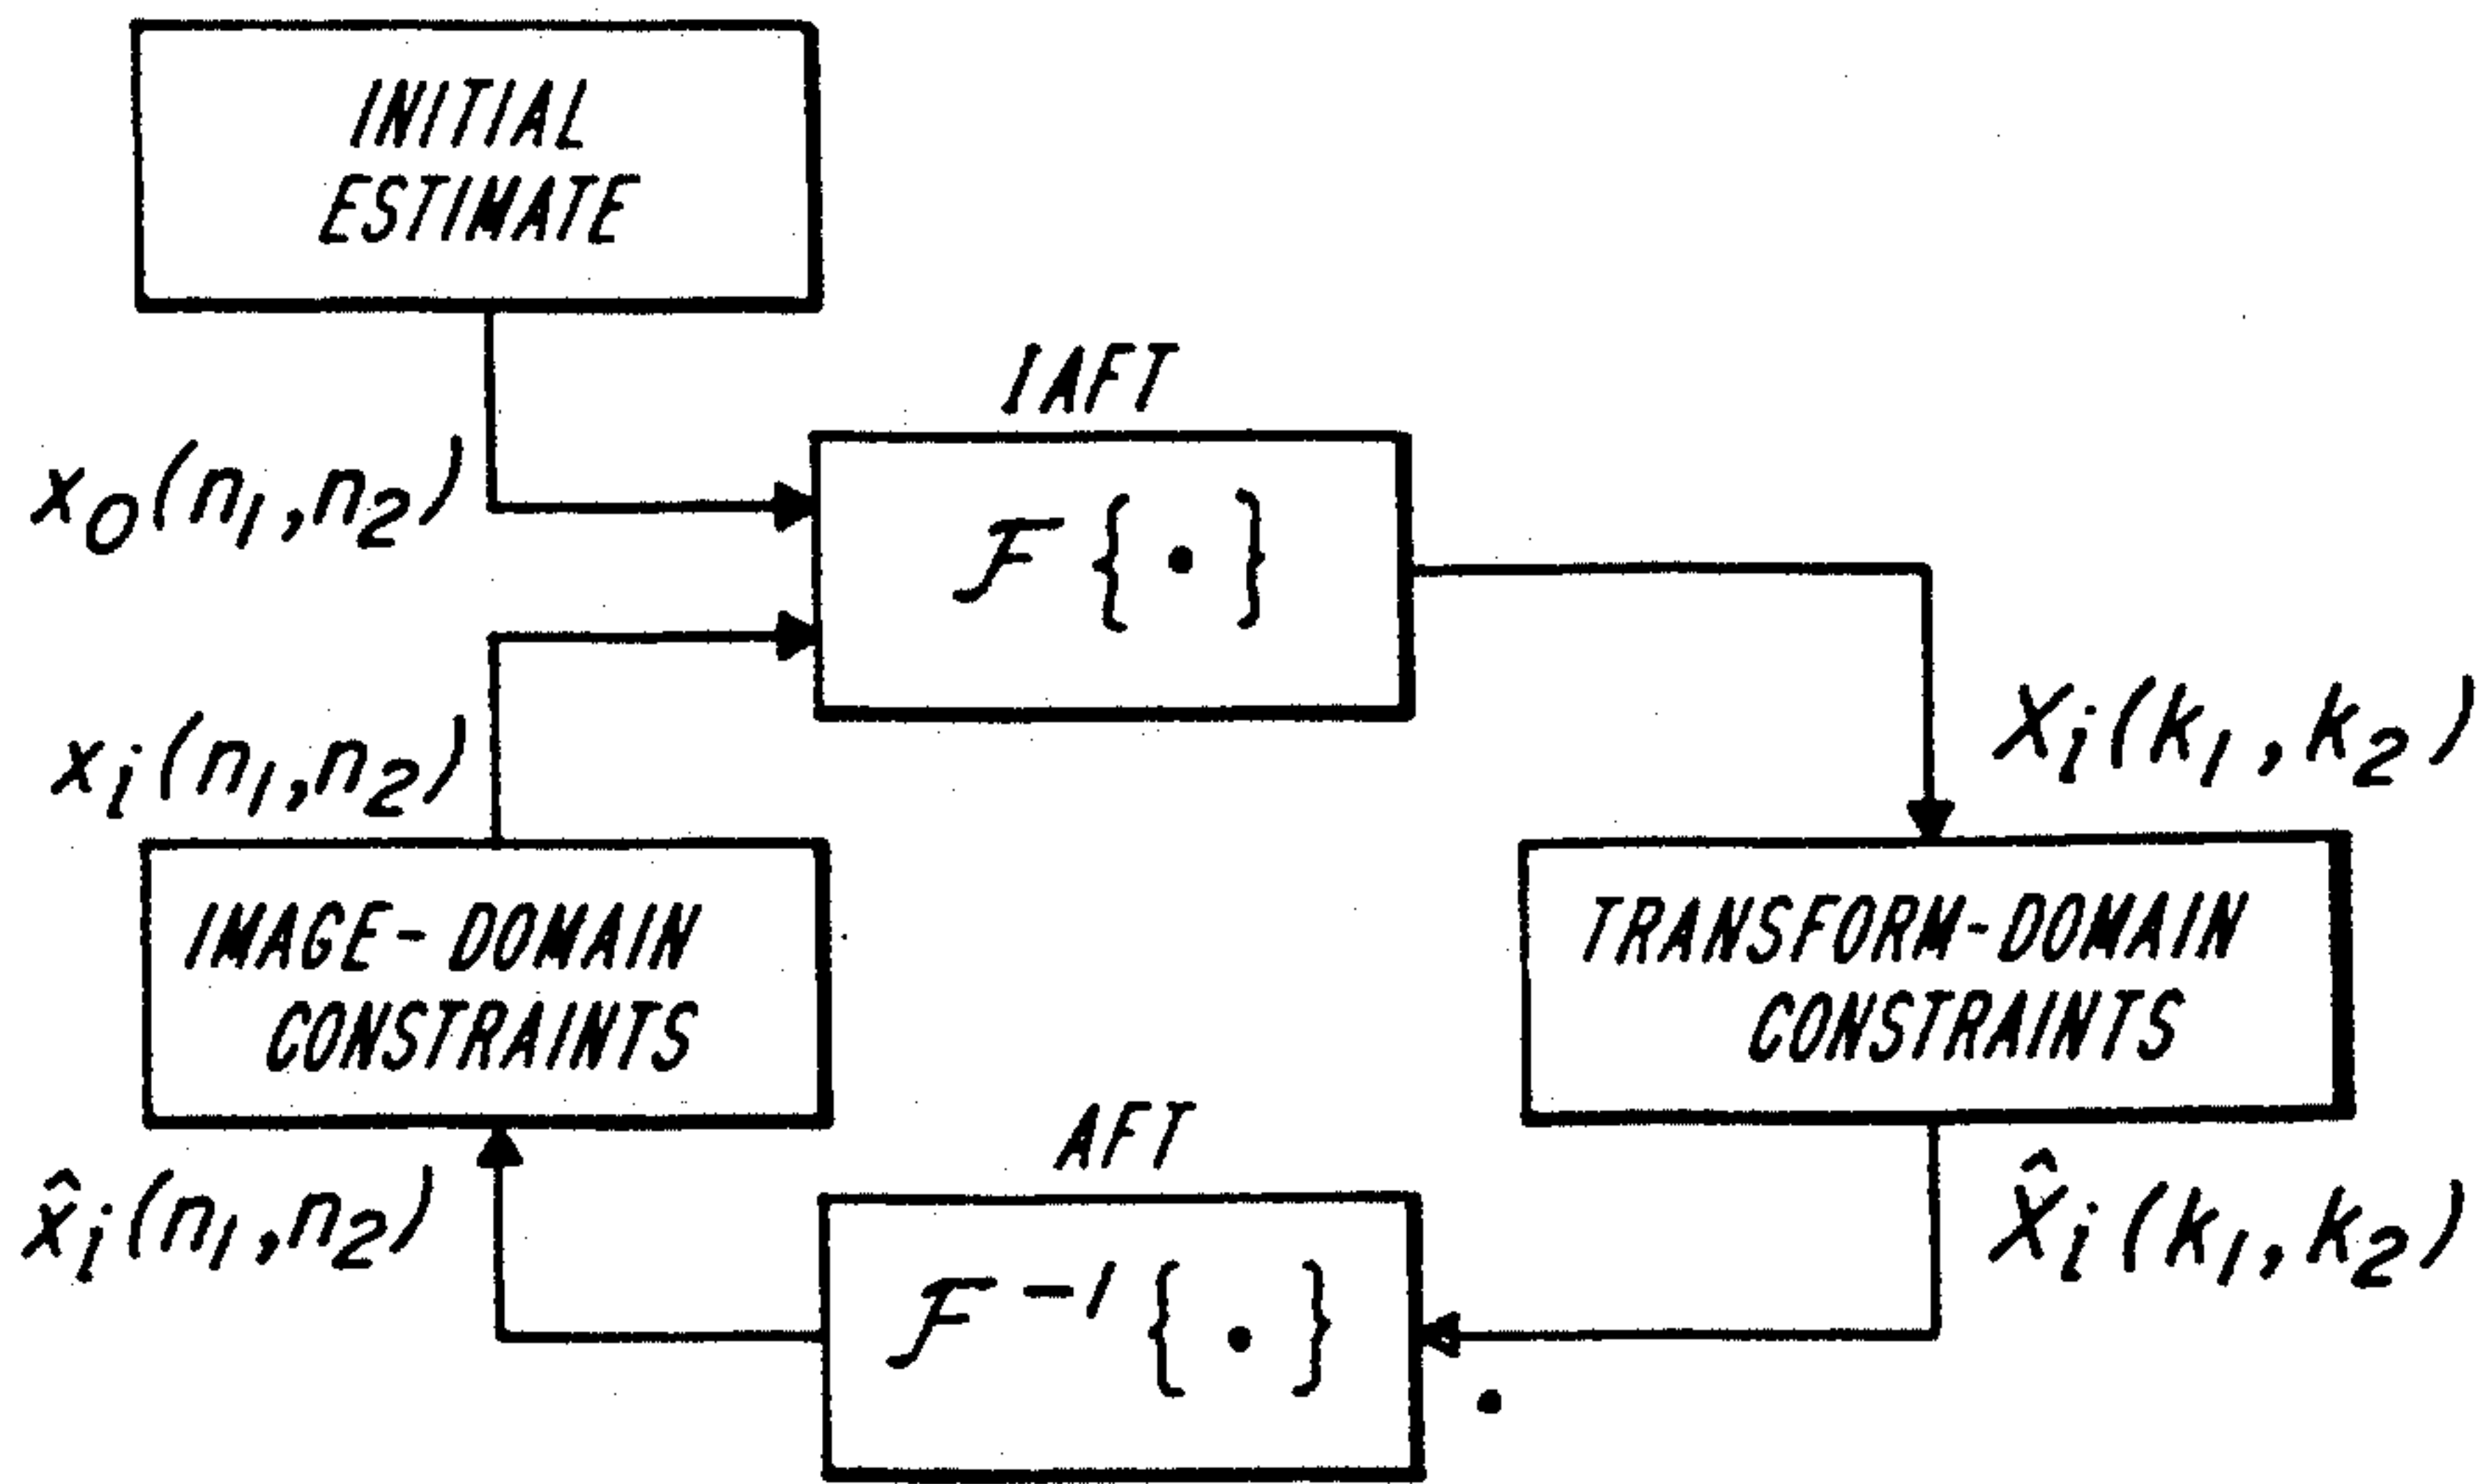 INITIAL
ESTIMATE
IAFT
x₀(n₁,n₂)
ℱ{•}
xᵢ(n₁,n₂)
Xᵢ(k₁,k₂)
IMAGE-DOMAIN
CONSTRAINTS
TRANSFORM-DOMAIN
CONSTRAINTS
AFT
x̂ᵢ(n₁,n₂)
X̂ᵢ(k₁,k₂)
ℱ⁻¹{•}